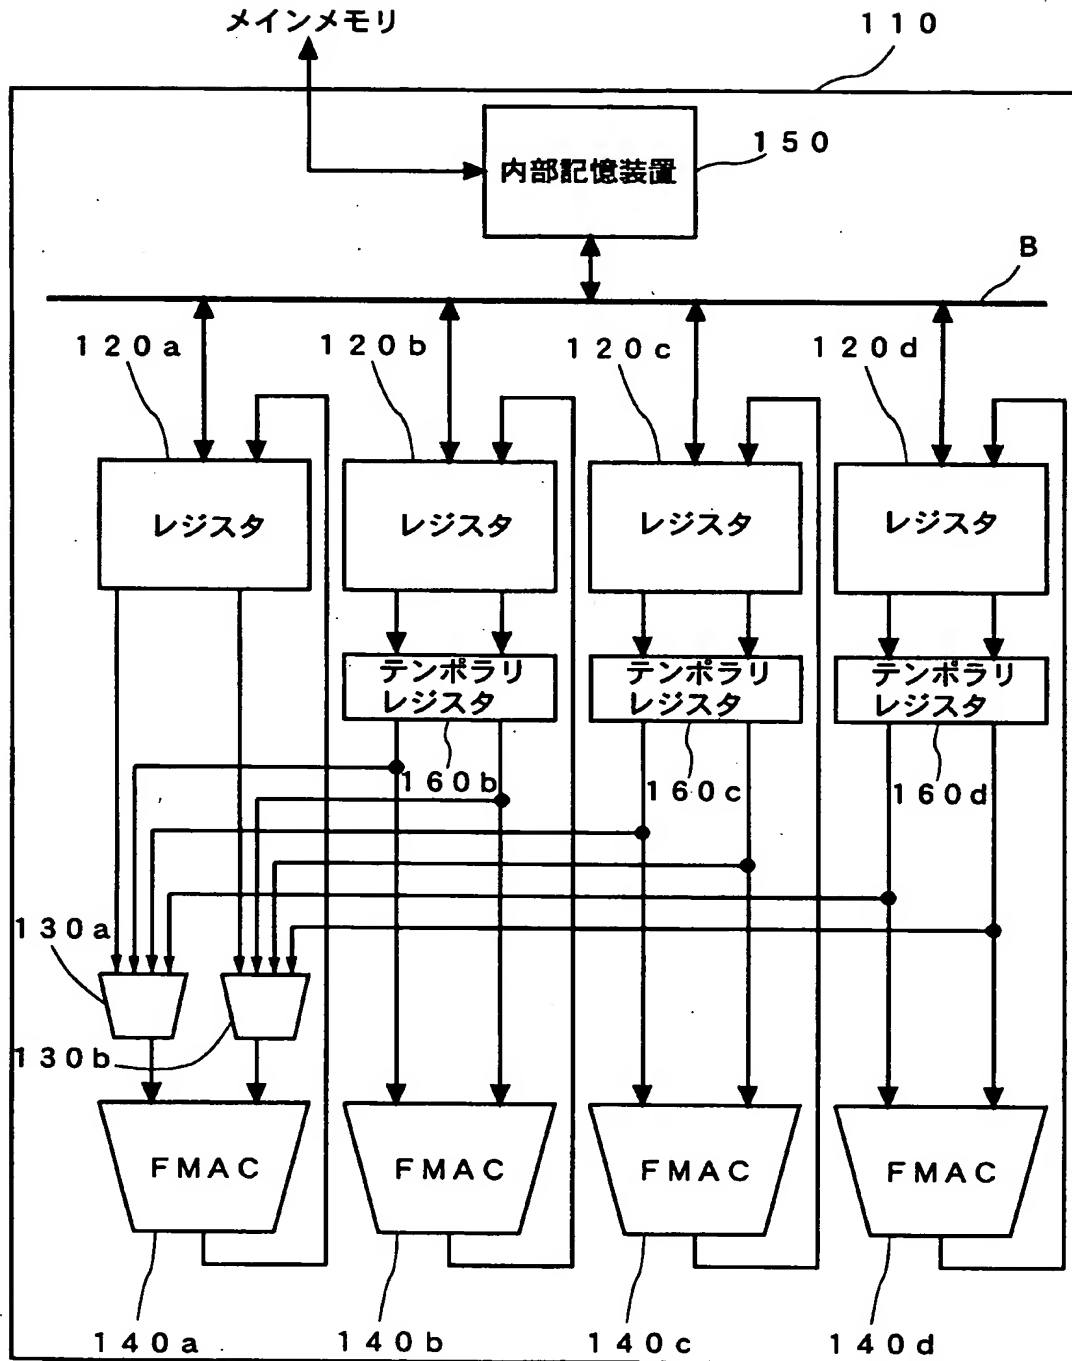 メインメモリ
110
内部記憶装置
150
B
120a
120b
120c
120d
レジスタ
レジスタ
レジスタ
レジスタ
テンポラリ
レジスタ
テンポラリ
レジスタ
テンポラリ
レジスタ
160b
160c
160d
130a
130b
FMAC
FMAC
FMAC
FMAC
140a
140b
140c
140d